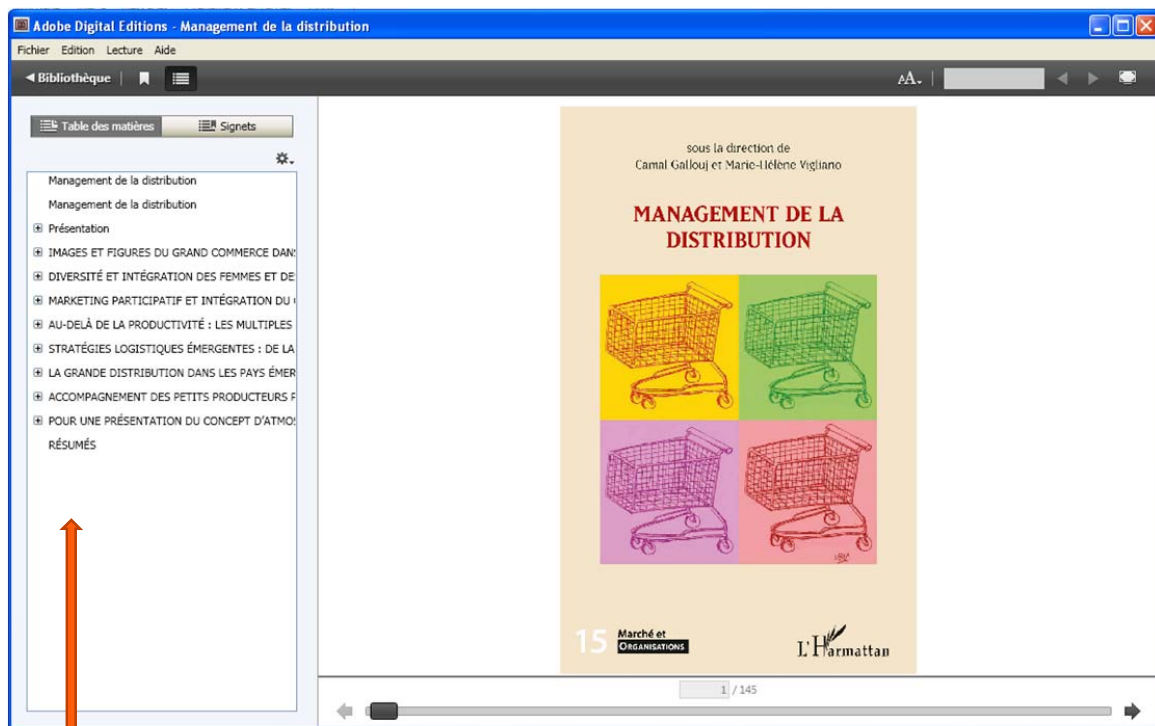 Adobe Digital Editions - Management de la distribution
Fichier Edition Lecture Aide
Bibliothèque
AA
Table des matières Signets
Management de la distribution
Management de la distribution
Présentation
IMAGES ET FIGURES DU GRAND COMMERCE DANS
DIVERSITÉ ET INTÉGRATION DES FEMMES ET DE
MARKETING PARTICIPATIF ET INTÉGRATION DU
AU-DELÀ DE LA PRODUCTIVITÉ : LES MULTIPLES
STRATÉGIES LOGISTIQUES ÉMERGENTES : DE LA
LA GRANDE DISTRIBUTION DANS LES PAYS ÉMER
ACCOMPAGNEMENT DES PETITS PRODUCTEURS
POUR UNE PRÉSENTATION DU CONCEPT D'ATMOS
RÉSUMÉS
sous la direction de
Camal Gallouj et Marie-Hélène Vigliano
MANAGEMENT DE LA
DISTRIBUTION
15 Marché et
ORGANISATIONS
L'Harmattan
1 / 145